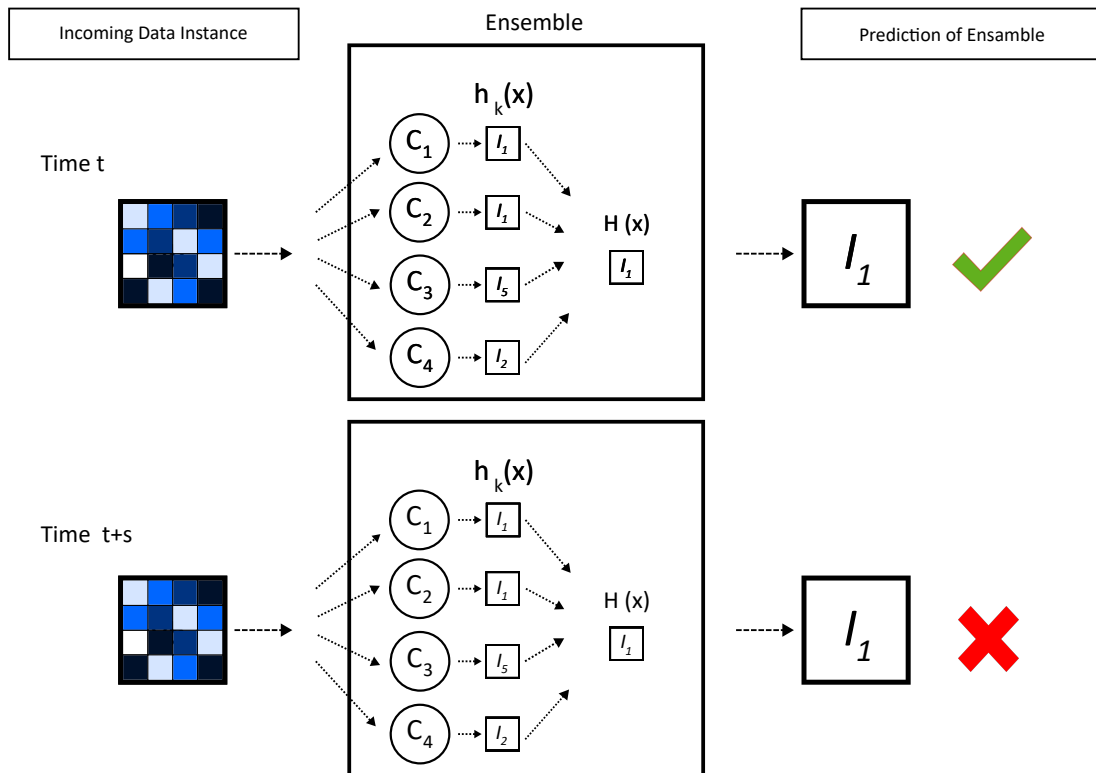 Incoming Data Instance
Ensemble
Prediction of Ensamble
h k (x)
Time t
C1
l1
C2
l1
H (x)
C3
l5
l1
l1
C4
l2
h k (x)
Time t+s
C1
l1
C2
l1
H (x)
C3
l5
l1
l1
C4
l2